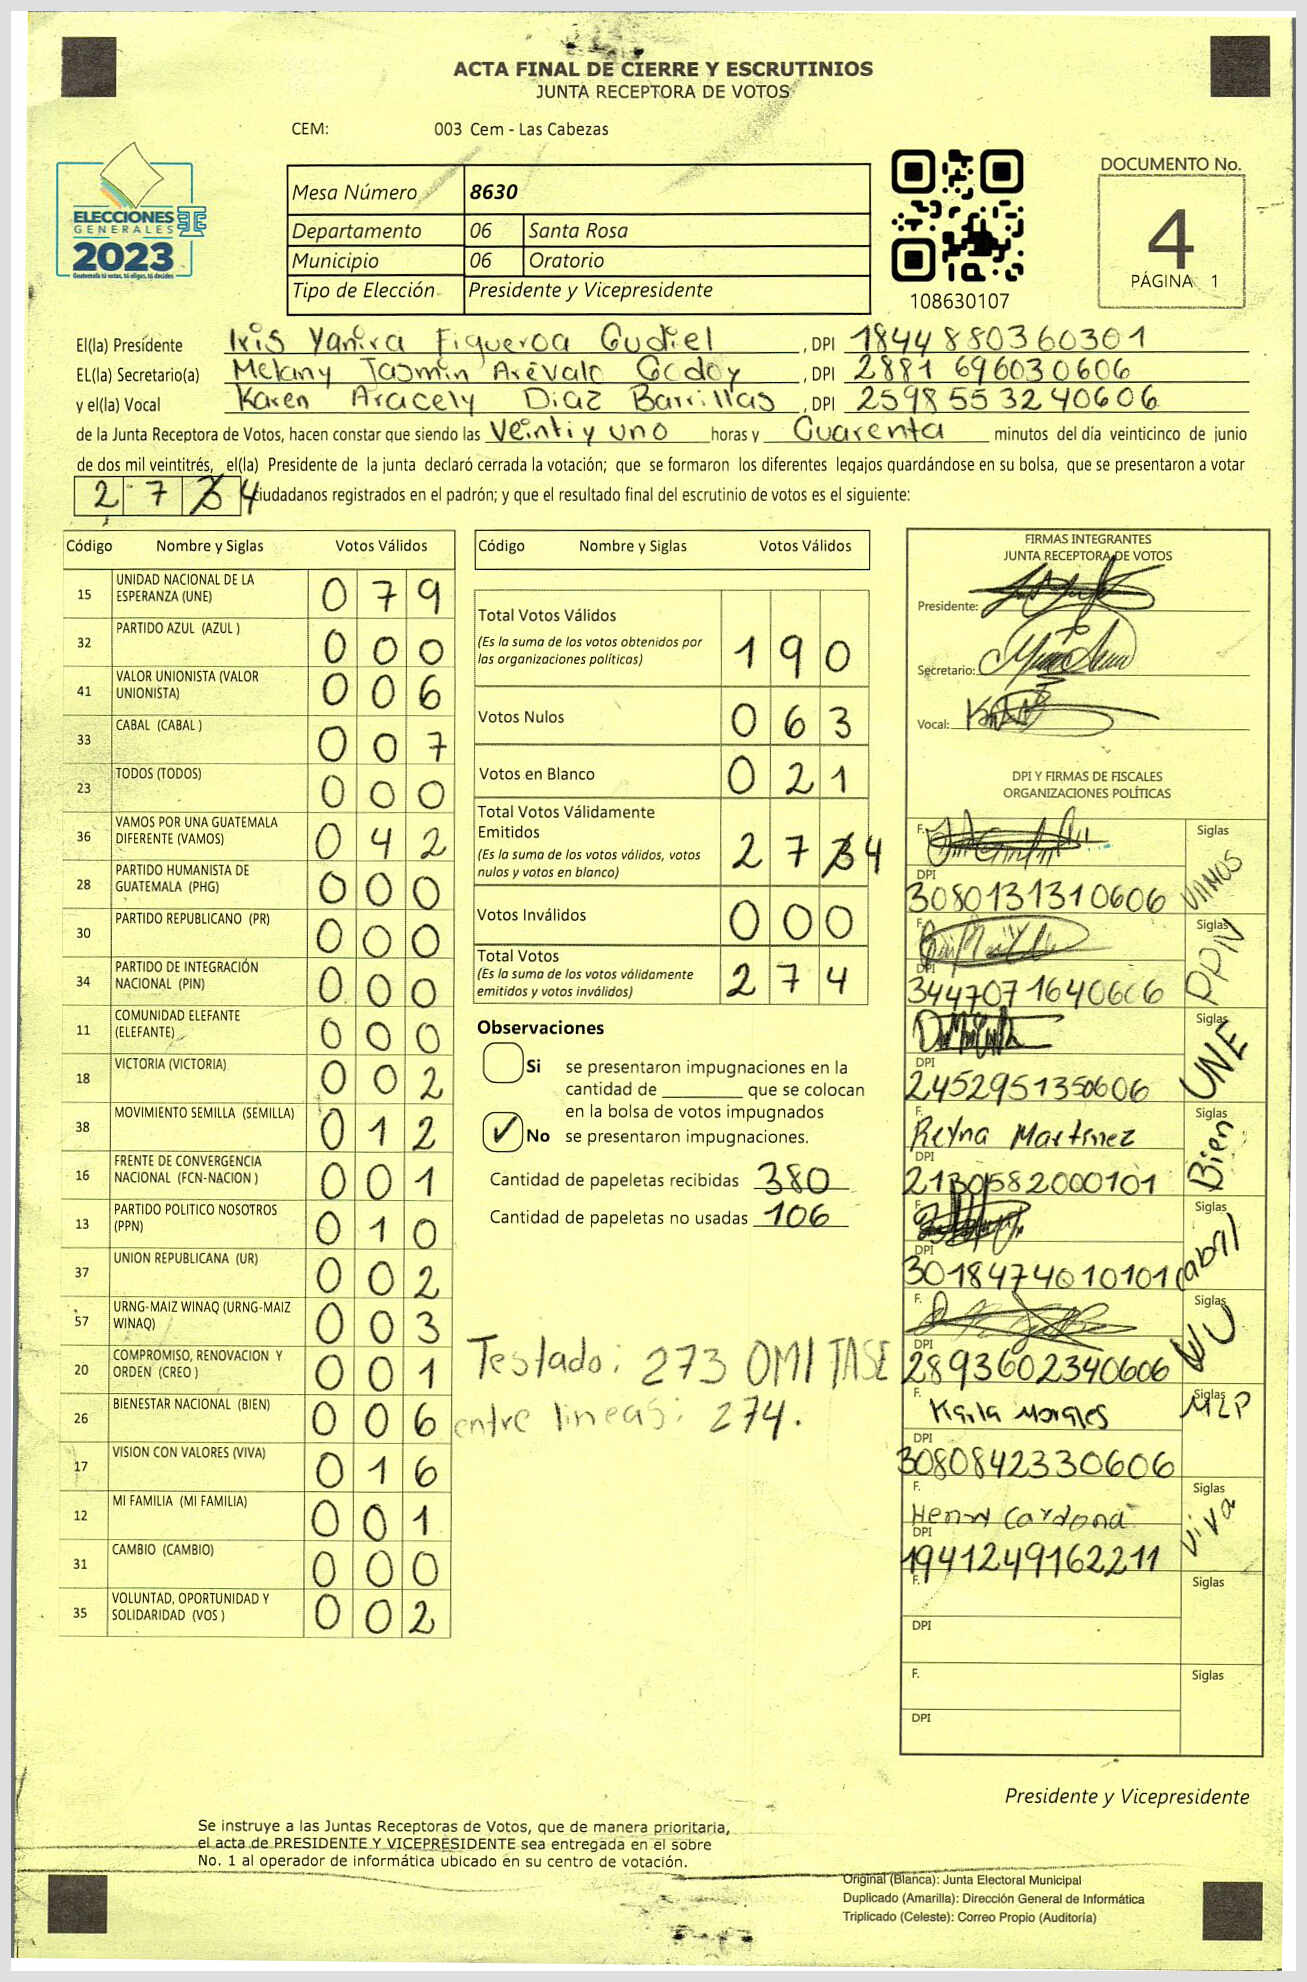 ACTA FINAL DE CIERRE Y ESCRUTINIOS
JUNTA RECEPTORA DE VOTOS
CEM: 003 Cem - Las Cabezas
ELECCIONES
GENERALES
2023
Guatemala tú votas, tú eliges, tú decides
Mesa Número 8630
Departamento 06 Santa Rosa
Municipio 06 Oratorio
Tipo de Elección Presidente y Vicepresidente
108630107
DOCUMENTO No.
4
PÁGINA 1
El(la) Presidente Iris Yanira Figueroa Gudiel , DPI 1844880360301
EL(la) Secretario(a) Melany Jasmin Arévalo Godoy , DPI 2881696030606
y el(la) Vocal Karen Aracely Diaz Barrillas , DPI 2598553240606
de la Junta Receptora de Votos, hacen constar que siendo las Veinti y uno horas y Cuarenta minutos del día veinticinco de junio
de dos mil veintitrés, el(la) Presidente de la junta declaró cerrada la votación; que se formaron los diferentes legajos guardándose en su bolsa, que se presentaron a votar
2 7 3 4 ciudadanos registrados en el padrón; y que el resultado final del escrutinio de votos es el siguiente:
Código Nombre y Siglas Votos Válidos
15 UNIDAD NACIONAL DE LA ESPERANZA (UNE) 0 7 9
32 PARTIDO AZUL (AZUL ) 0 0 0
41 VALOR UNIONISTA (VALOR UNIONISTA) 0 0 6
33 CABAL (CABAL ) 0 0 7
23 TODOS (TODOS) 0 0 0
36 VAMOS POR UNA GUATEMALA DIFERENTE (VAMOS) 0 4 2
28 PARTIDO HUMANISTA DE GUATEMALA (PHG) 0 0 0
30 PARTIDO REPUBLICANO (PR) 0 0 0
34 PARTIDO DE INTEGRACIÓN NACIONAL (PIN) 0 0 0
11 COMUNIDAD ELEFANTE (ELEFANTE) 0 0 0
18 VICTORIA (VICTORIA) 0 0 2
38 MOVIMIENTO SEMILLA (SEMILLA) 0 1 2
16 FRENTE DE CONVERGENCIA NACIONAL (FCN-NACION ) 0 0 1
13 PARTIDO POLITICO NOSOTROS (PPN) 0 1 0
37 UNION REPUBLICANA (UR) 0 0 2
57 URNG-MAIZ WINAQ (URNG-MAIZ WINAQ) 0 0 3
20 COMPROMISO, RENOVACION Y ORDEN (CREO ) 0 0 1
26 BIENESTAR NACIONAL (BIEN) 0 0 6
17 VISION CON VALORES (VIVA) 0 1 6
12 MI FAMILIA (MI FAMILIA) 0 0 1
31 CAMBIO (CAMBIO) 0 0 0
35 VOLUNTAD, OPORTUNIDAD Y SOLIDARIDAD (VOS ) 0 0 2
Código Nombre y Siglas Votos Válidos
Total Votos Válidos
(Es la suma de los votos obtenidos por
las organizaciones políticas) 1 9 0
Votos Nulos 0 6 3
Votos en Blanco 0 2 1
Total Votos Válidamente
Emitidos
(Es la suma de los votos válidos, votos
nulos y votos en blanco) 2 7 3 4
Votos Inválidos 0 0 0
Total Votos
(Es la suma de los votos válidamente
emitidos y votos inválidos) 2 7 4
Observaciones
Si se presentaron impugnaciones en la
cantidad de ________ que se colocan
en la bolsa de votos impugnados
✓ No se presentaron impugnaciones.
Cantidad de papeletas recibidas 380
Cantidad de papeletas no usadas 106
Testado: 273 OMITASE
entre lineas: 274.
FIRMAS INTEGRANTES
JUNTA RECEPTORA DE VOTOS
Presidente:
Secretario:
Vocal:
DPI Y FIRMAS DE FISCALES
ORGANIZACIONES POLÍTICAS
F. Siglas VAMOS
DPI
3080131310606
F. Siglas PPN
DPI
3447071640606
Siglas UNE
DPI
2452951350606
F. Reyna Martinez Siglas Bien
DPI
2130582000101
F. Siglas Cabal
DPI
3018474010101
F. Siglas
DPI
2893602340606
F. Karla Morales Siglas MLP
DPI
3080842330606
F. Henry Cardona Siglas Viva
DPI
1941249162211
F. Siglas
DPI
F. Siglas
DPI
Presidente y Vicepresidente
Se instruye a las Juntas Receptoras de Votos, que de manera prioritaria,
el acta de PRESIDENTE Y VICEPRESIDENTE sea entregada en el sobre
No. 1 al operador de informática ubicado en su centro de votación.
Original (Blanca): Junta Electoral Municipal
Duplicado (Amarilla): Dirección General de Informática
Triplicado (Celeste): Correo Propio (Auditoría)